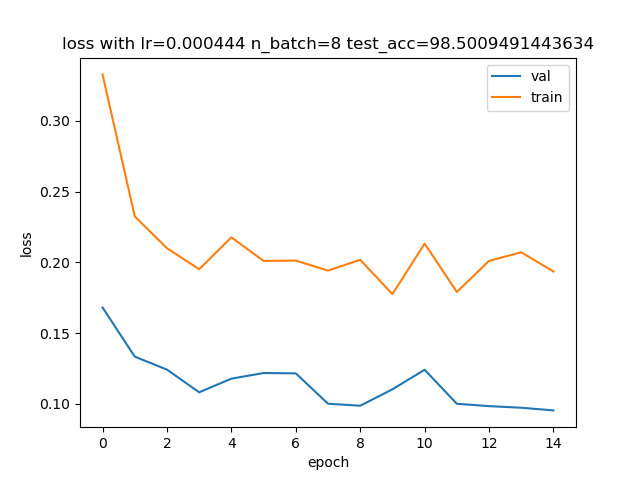 loss with lr=0.000444 n_batch=8 test_acc=98.5009491443634
val
train
0.30
0.25
0.20
0.15
0.10
loss
0 2 4 6 8 10 12 14
epoch